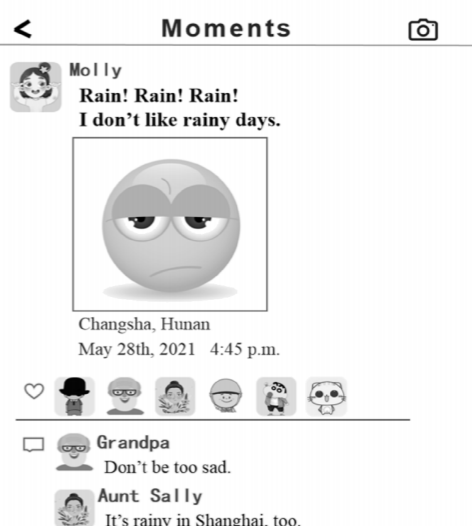 Moments
Molly
Rain! Rain! Rain!
I don't like rainy days.
Changsha, Hunan
May 28th, 2021 4:45 p.m.
Grandpa
Don't be too sad.
Aunt Sally
It's rainy in Shanghai, too.